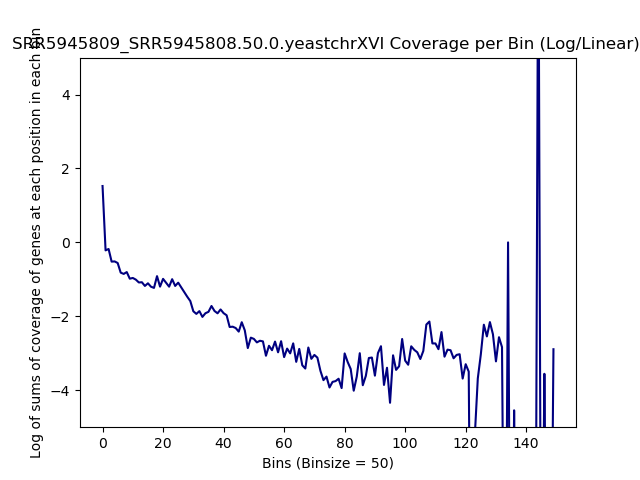 SRR5945809_SRR5945808.50.0.yeastchrXVI Coverage per Bin (Log/Linear)
Log of sums of coverage of genes at each position in each bin
4
2
0
−2
−4
0 20 40 60 80 100 120 140
Bins (Binsize = 50)